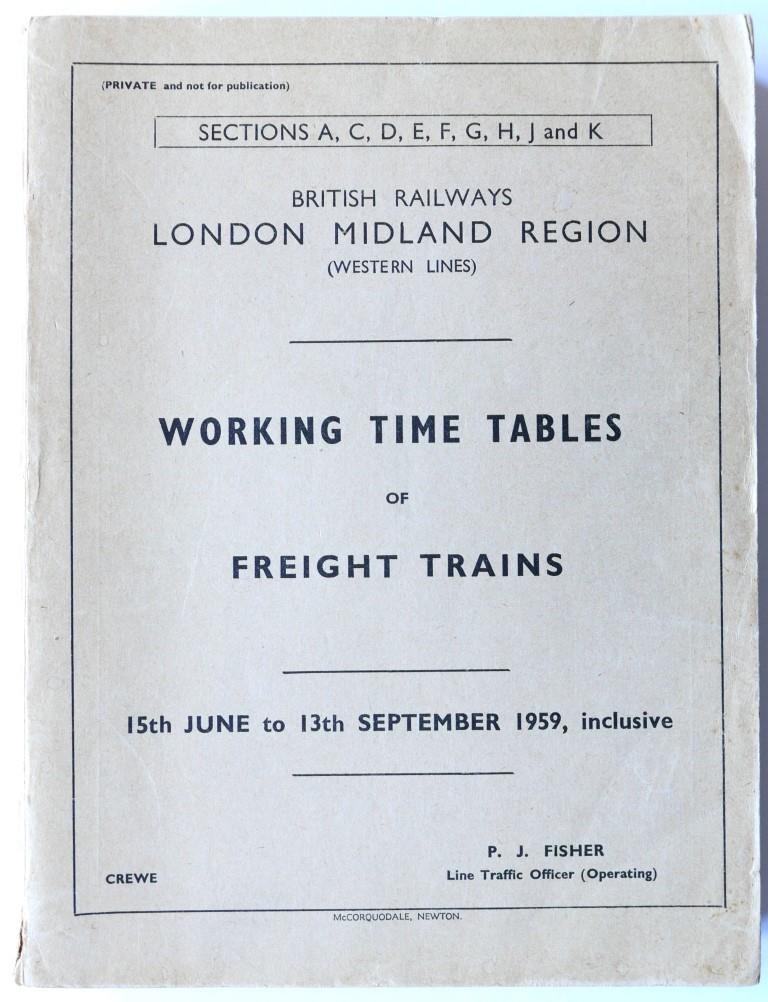 (PRIVATE and not for publication)
SECTIONS A, C, D, E, F, G, H, J and K
BRITISH RAILWAYS
LONDON MIDLAND REGION
(WESTERN LINES)
WORKING TIME TABLES
OF
FREIGHT TRAINS
15th JUNE to 13th SEPTEMBER 1959, inclusive
P. J. FISHER
CREWE
Line Traffic Officer (Operating)
McCORQUODALE, NEWTON.